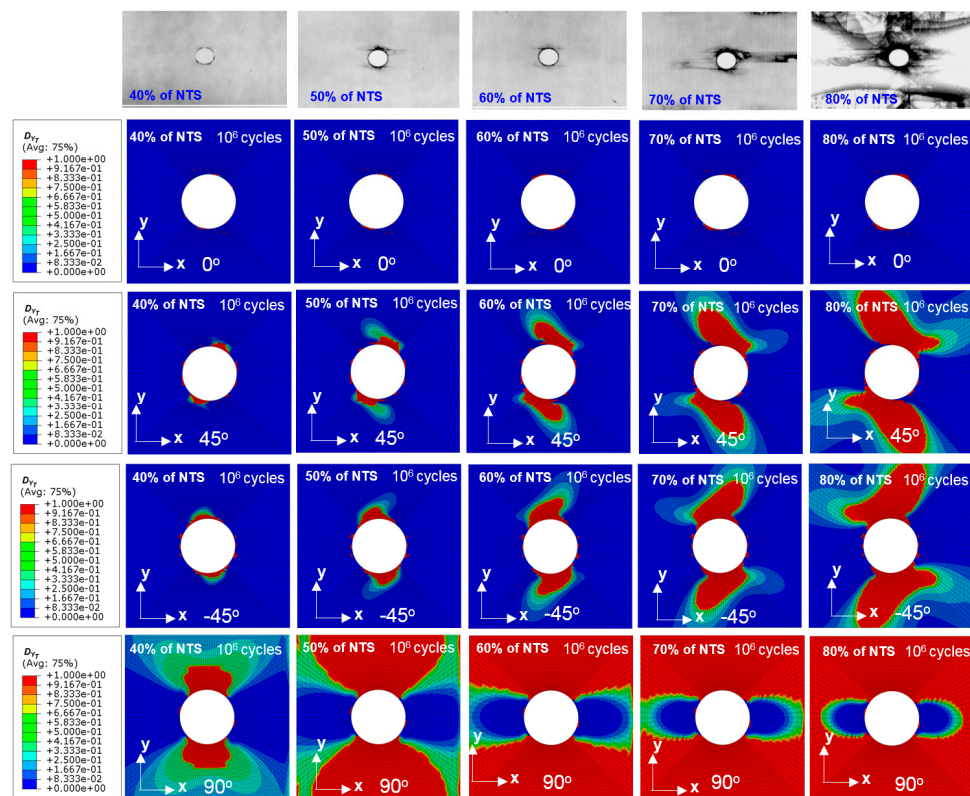 40% of NTS
50% of NTS
60% of NTS
70% of NTS
80% of NTS
D_{Y_T}
(Avg: 75%)
+1.000e+00
+9.167e-01
+8.333e-01
+7.500e-01
+6.667e-01
+5.833e-01
+5.000e-01
+4.167e-01
+3.333e-01
+2.500e-01
+1.667e-01
+8.333e-02
+0.000e+00
40% of NTS 10⁶ cycles
y
x 0°
50% of NTS 10⁶ cycles
y
x 0°
60% of NTS 10⁶ cycles
y
x 0°
70% of NTS 10⁶ cycles
y
x 0°
80% of NTS 10⁶ cycles
y
x 0°
D_{Y_T}
(Avg: 75%)
+1.000e+00
+9.167e-01
+8.333e-01
+7.500e-01
+6.667e-01
+5.833e-01
+5.000e-01
+4.167e-01
+3.333e-01
+2.500e-01
+1.667e-01
+8.333e-02
+0.000e+00
40% of NTS 10⁶ cycles
y
x 45°
50% of NTS 10⁶ cycles
y
x 45°
60% of NTS 10⁶ cycles
y
x 45°
70% of NTS 10⁶ cycles
y
x 45°
80% of NTS 10⁶ cycles
y
x 45°
D_{Y_T}
(Avg: 75%)
+1.000e+00
+9.167e-01
+8.333e-01
+7.500e-01
+6.667e-01
+5.833e-01
+5.000e-01
+4.167e-01
+3.333e-01
+2.500e-01
+1.667e-01
+8.333e-02
+0.000e+00
40% of NTS 10⁶ cycles
y
x -45°
50% of NTS 10⁶ cycles
y
x -45°
60% of NTS 10⁶ cycles
y
x -45°
70% of NTS 10⁶ cycles
y
x -45°
80% of NTS 10⁶ cycles
y
x -45°
D_{Y_T}
(Avg: 75%)
+1.000e+00
+9.167e-01
+8.333e-01
+7.500e-01
+6.667e-01
+5.833e-01
+5.000e-01
+4.167e-01
+3.333e-01
+2.500e-01
+1.667e-01
+8.333e-02
+0.000e+00
40% of NTS 10⁶ cycles
y
x 90°
50% of NTS 10⁶ cycles
y
x 90°
60% of NTS 10⁶ cycles
y
x 90°
70% of NTS 10⁶ cycles
y
x 90°
80% of NTS 10⁶ cycles
y
x 90°